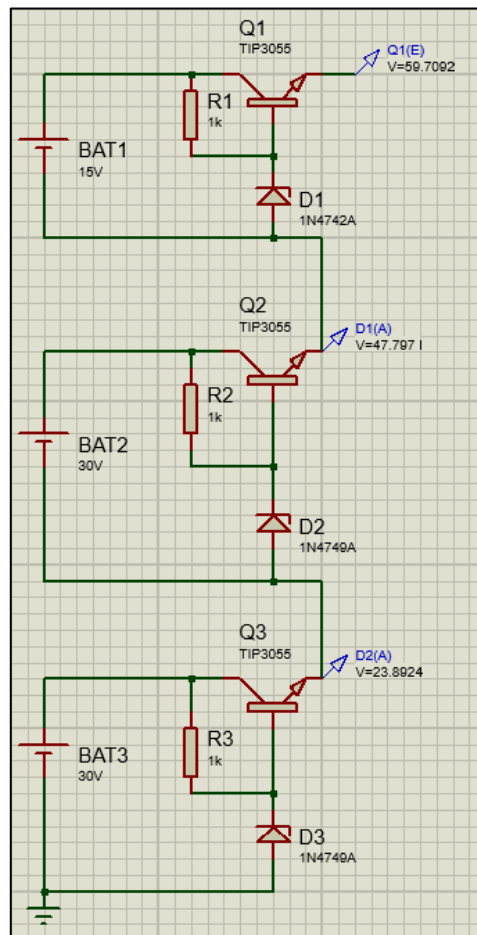 Q1
TIP3055
Q1(E)
V=59.7092
R1
1k
BAT1
15V
D1
1N4742A
Q2
TIP3055
D1(A)
V=47.797 I
R2
1k
BAT2
30V
D2
1N4749A
Q3
TIP3055
D2(A)
V=23.8924
R3
1k
BAT3
30V
D3
1N4749A